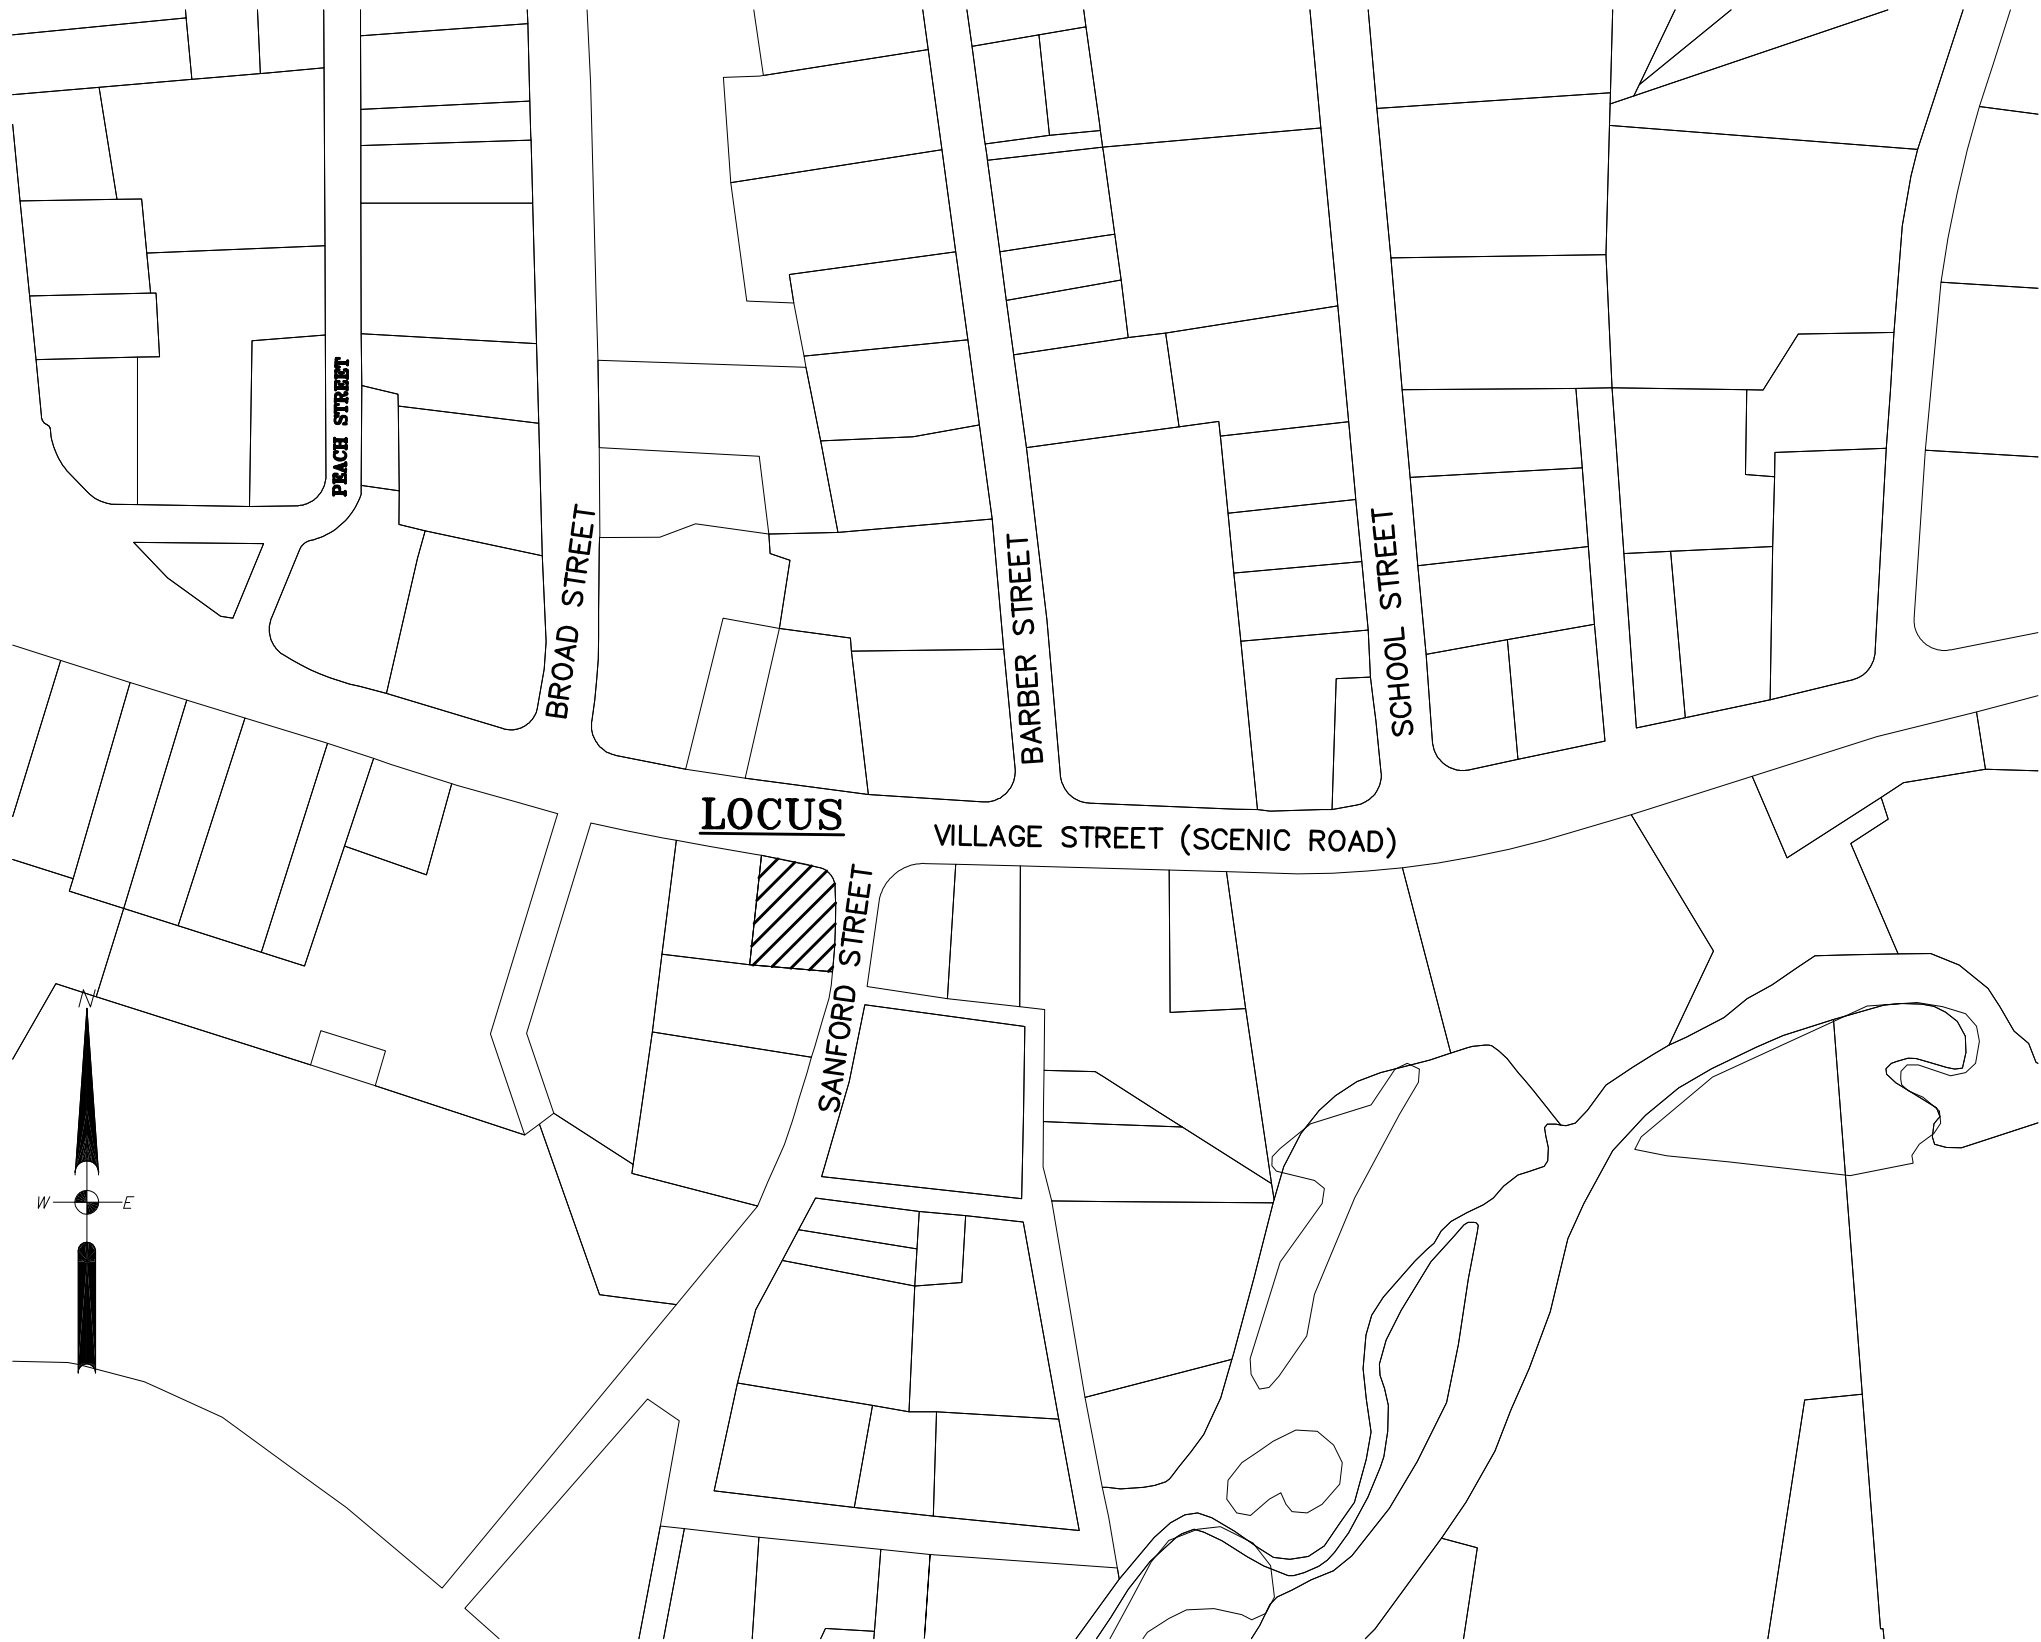 PEACH STREET
BROAD STREET
BARBER STREET
SCHOOL STREET
LOCUS
VILLAGE STREET (SCENIC ROAD)
SANFORD STREET
N
W E